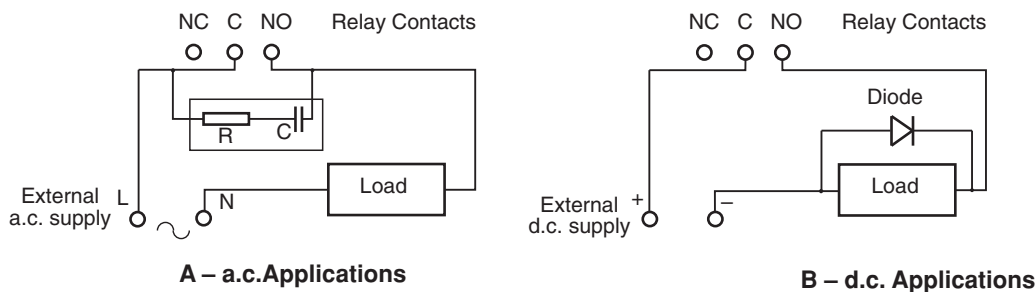 NC C NO Relay Contacts
R
C
External L
a.c. supply
N
Load
A – a.c.Applications
NC C NO Relay Contacts
Diode
Load
External +
d.c. supply
–
B – d.c. Applications